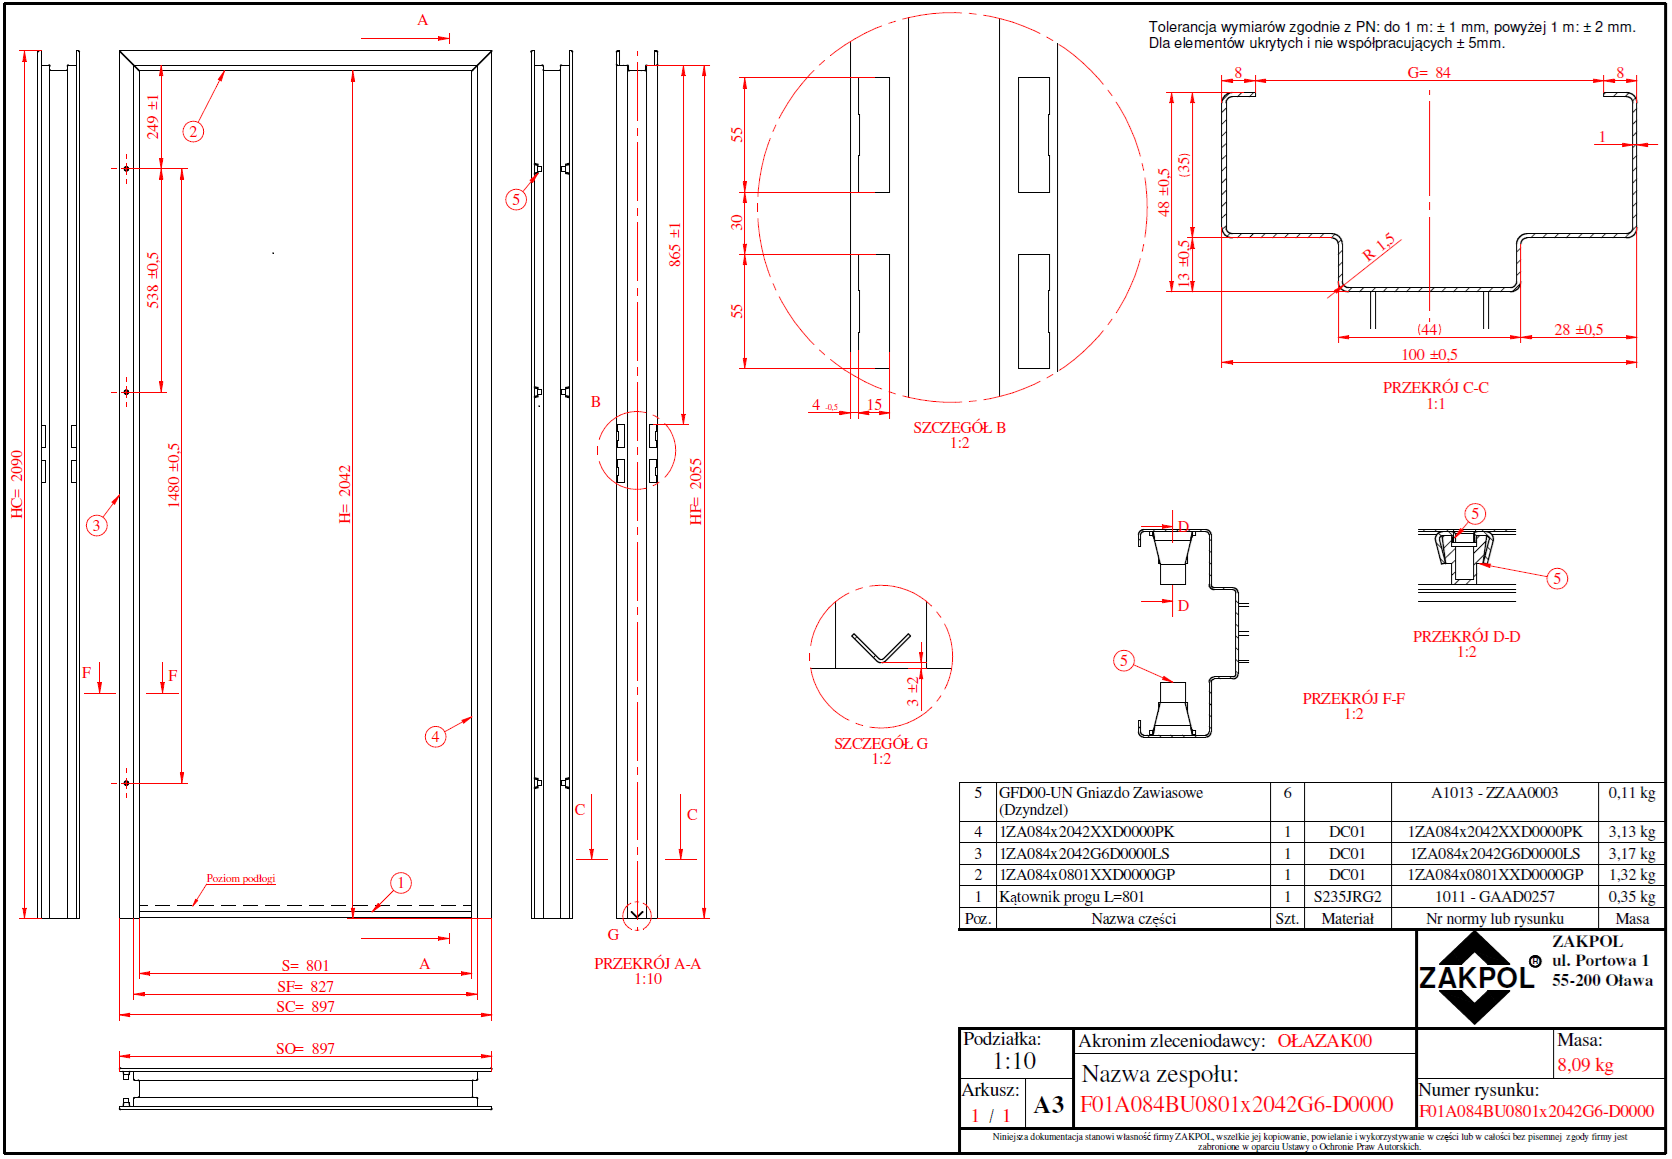 Tolerancja wymiarów zgodnie z PN: do 1 m: ± 1 mm, powyżej 1 m: ± 2 mm.
Dla elementów ukrytych i nie współpracujących ± 5mm.
A
249 ±1
2
538 ±0,5
1480 ±0,5
HC= 2090
H= 2042
3
F
F
4
Poziom podłogi
1
S= 801
A
SF= 827
SC= 897
SO= 897
5
865 ±1
B
HF= 2055
C
C
G
PRZEKRÓJ A-A
1:10
55
30
55
4 -0,5
15
SZCZEGÓŁ B
1:2
8
G= 84
8
1
(35)
48 ±0,5
13 ±0,5
R 1,5
(44)
28 ±0,5
100 ±0,5
PRZEKRÓJ C-C
1:1
3 ±2
SZCZEGÓŁ G
1:2
D
D
5
PRZEKRÓJ F-F
1:2
5
5
PRZEKRÓJ D-D
1:2
5 GFD00-UN Gniazdo Zawiasowe 6 A1013 - ZZAA0003 0,11 kg
(Dzyndzel)
4 1ZA084x2042XXD0000PK 1 DC01 1ZA084x2042XXD0000PK 3,13 kg
3 1ZA084x2042G6D0000LS 1 DC01 1ZA084x2042G6D0000LS 3,17 kg
2 1ZA084x0801XXD0000GP 1 DC01 1ZA084x0801XXD0000GP 1,32 kg
1 Kątownik progu L=801 1 S235JRG2 1011 - GAAD0257 0,35 kg
Poz. Nazwa części Szt. Materiał Nr normy lub rysunku Masa
ZAKPOL ®
ZAKPOL
ul. Portowa 1
55-200 Oława
Podziałka:
1:10
Akronim zleceniodawcy: OŁAZAK00
Masa:
8,09 kg
Arkusz:
1 / 1
A3
Nazwa zespołu:
F01A084BU0801x2042G6-D0000
Numer rysunku:
F01A084BU0801x2042G6-D0000
Niniejsza dokumentacja stanowi własność firmy ZAKPOL, wszelkie jej kopiowanie, powielanie i wykorzystywanie w części lub w całości bez pisemnej zgody firmy jest
zabronione w oparciu Ustawy o Ochronie Praw Autorskich.